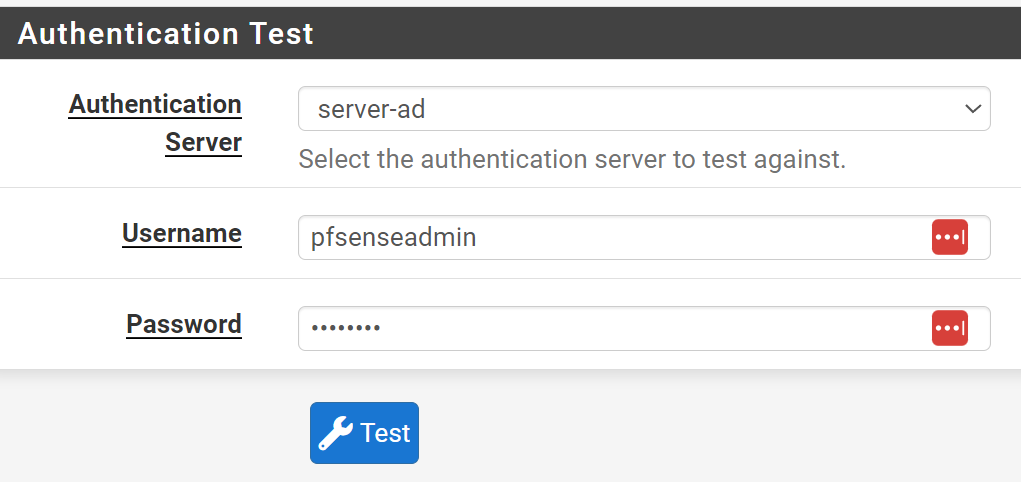 Authentication Test
Authentication
Server
server-ad
Select the authentication server to test against.
Username
pfsenseadmin
Password
••••••••
Test